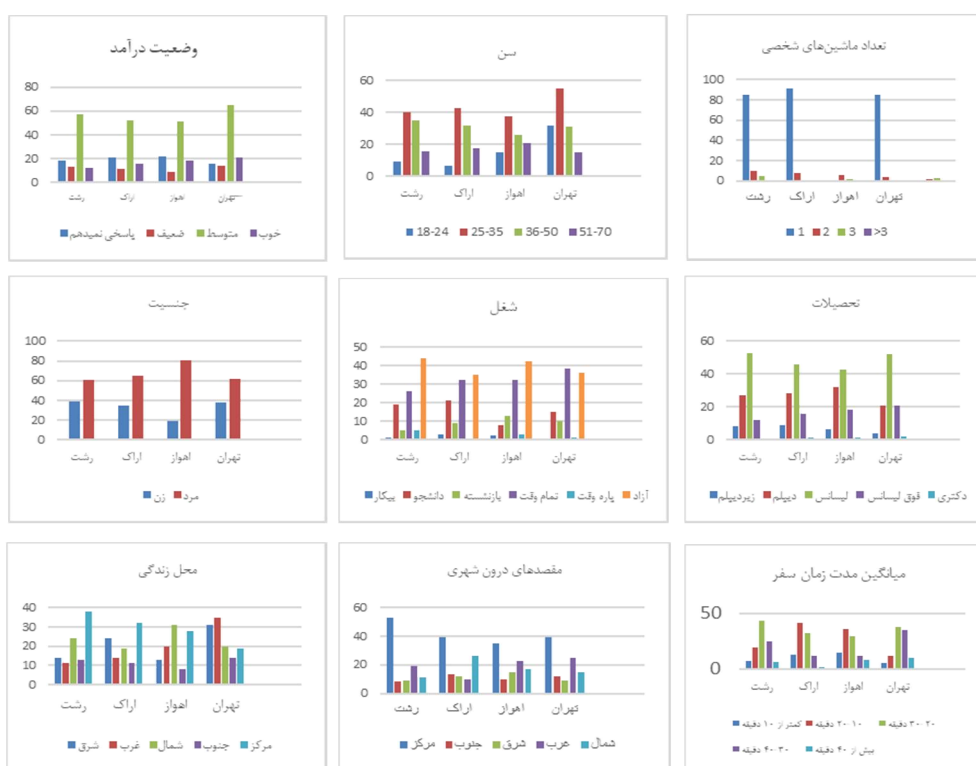 وضعیت درآمد
80
60
40
20
0
رشت اراک اهواز تهران
پاسخی نمیدهم ضعیف متوسط خوب
سن
60
40
20
0
رشت اراک اهواز تهران
18-24 25-35 36-50 51-70
تعداد ماشین‌های شخصی
100
80
60
40
20
0
رشت اراک اهواز تهران
1 2 3 >3
جنسیت
100
80
60
40
20
0
رشت اراک اهواز تهران
زن مرد
شغل
50
40
30
20
10
0
رشت اراک اهواز تهران
بیکار دانشجو بازنشسته تمام وقت پاره وقت آزاد
تحصیلات
60
40
20
0
رشت اراک اهواز تهران
زیردیپلم دیپلم لیسانس فوق لیسانس دکتری
محل زندگی
40
30
20
10
0
رشت اراک اهواز تهران
شرق غرب شمال جنوب مرکز
مقصدهای درون شهری
60
40
20
0
رشت اراک اهواز تهران
مرکز جنوب شرق غرب شمال
میانگین مدت زمان سفر
50
0
رشت اراک اهواز تهران
کمتر از ۱۰ دقیقه ۱۰-۲۰ دقیقه ۲۰-۳۰ دقیقه
۳۰-۴۰ دقیقه بیش از ۴۰ دقیقه